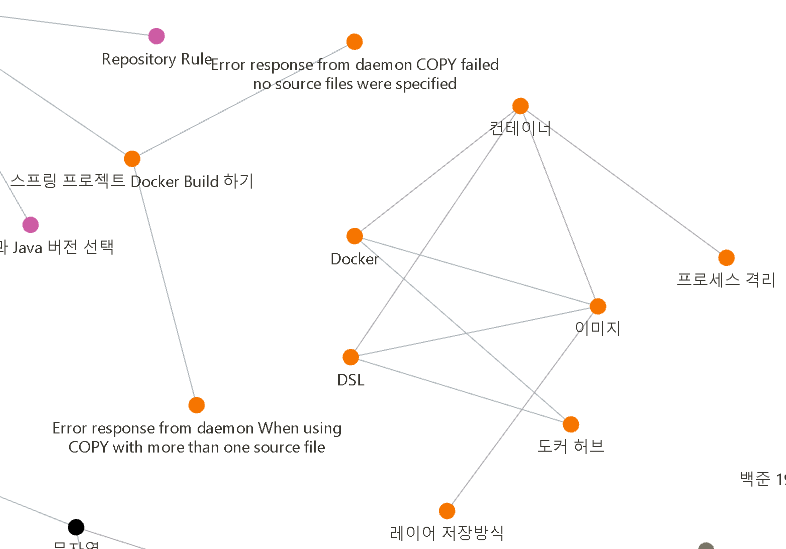 Repository Rule
Error response from daemon COPY failed
no source files were specified
컨테이너
스프링 프로젝트 Docker Build 하기
과 Java 버전 선택
Docker
프로세스 격리
이미지
DSL
Error response from daemon When using
COPY with more than one source file
도커 허브
백준 19
레이어 저장방식
문자열